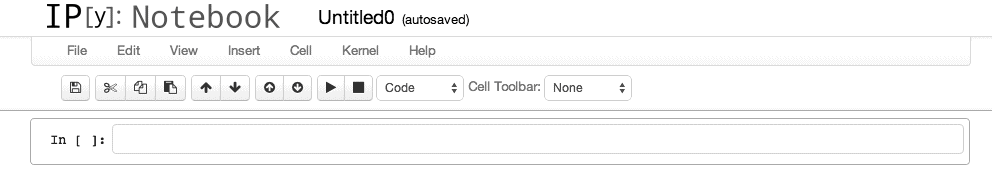 IP[y]: Notebook Untitled0 (autosaved)
File Edit View Insert Cell Kernel Help
Code Cell Toolbar: None
In [ ]: